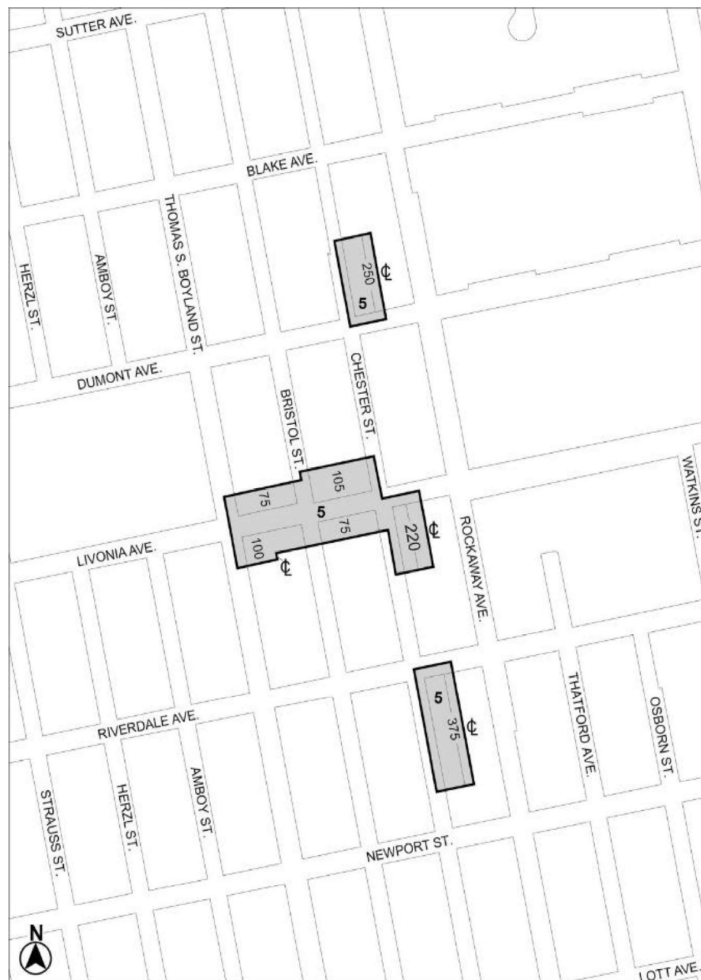 SUTTER AVE.
BLAKE AVE.
THOMAS S. BOYLAND ST.
HERZL ST.
AMBOY ST.
250
℄
5
DUMONT AVE.
BRISTOL ST.
CHESTER ST.
75
105
5
WATKINS ST.
LIVONIA AVE.
100
75
220
℄
℄
ROCKAWAY AVE.
RIVERDALE AVE.
5
375
℄
THATFORD AVE.
OSBORN ST.
STRAUSS ST.
HERZL ST.
AMBOY ST.
NEWPORT ST.
N
LOTT AVE.